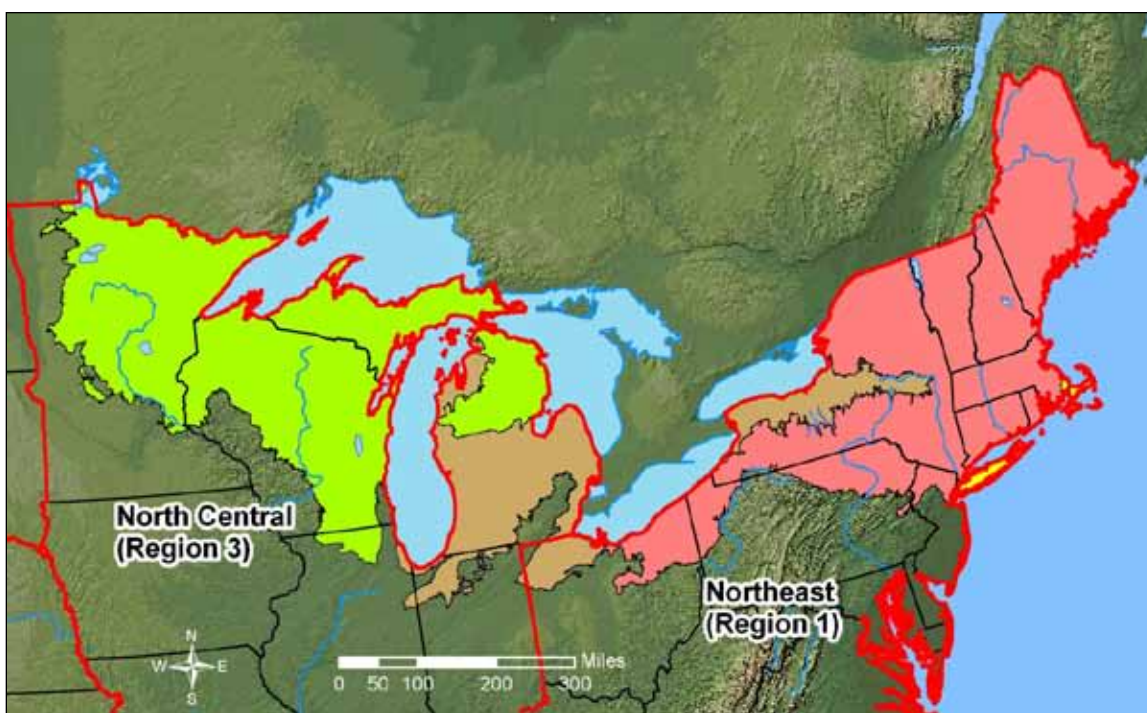 North Central
(Region 3)
Northeast
(Region 1)
N
W E
S
Miles
0 50 100 200 300